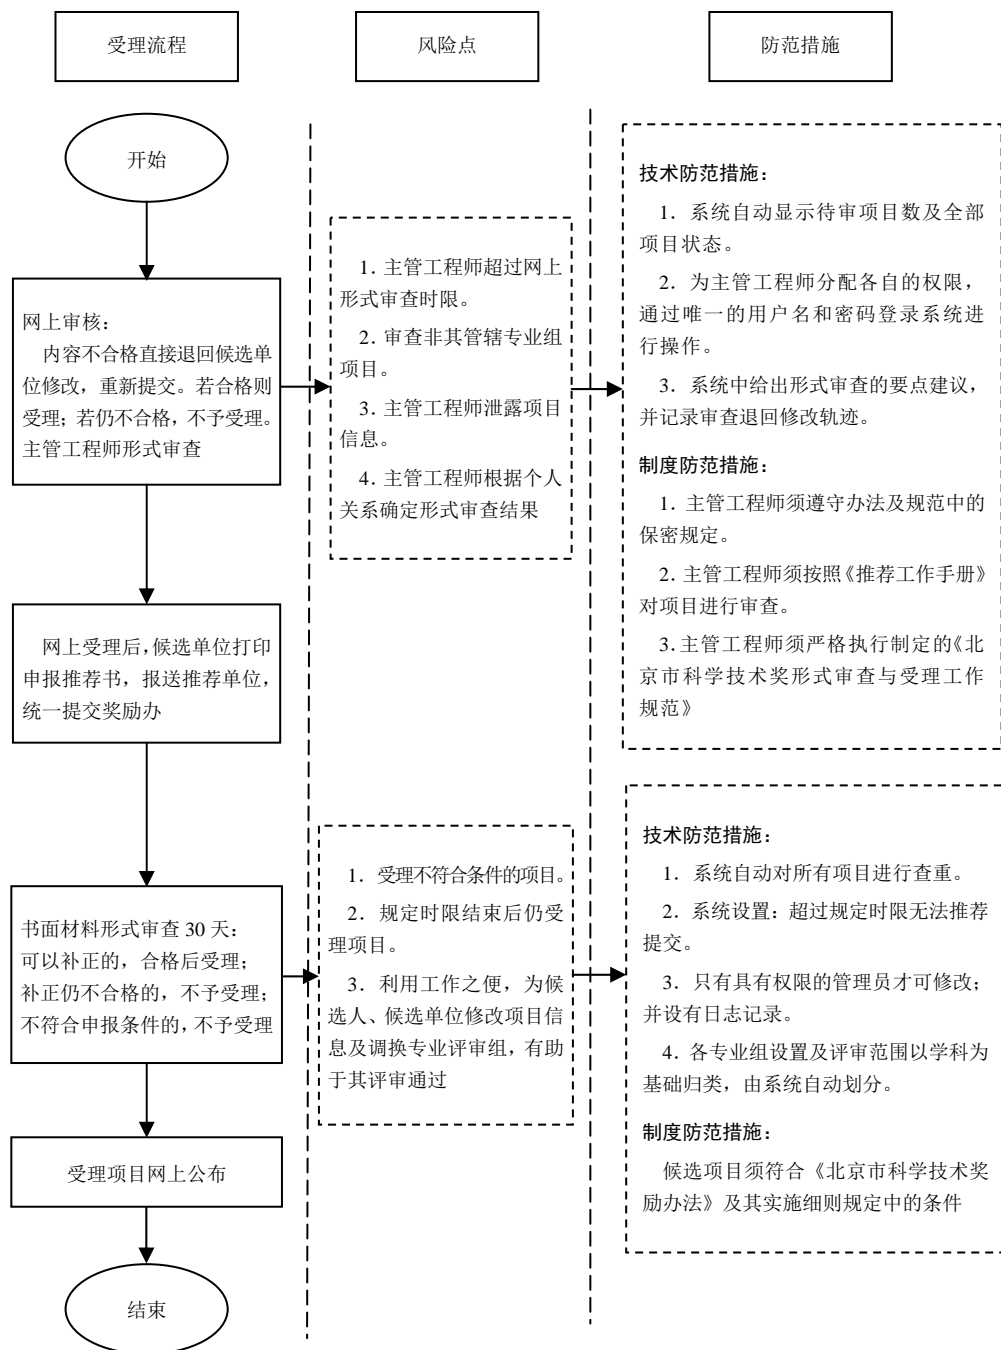 受理流程
风险点
防范措施
开始
网上审核：
内容不合格直接退回候选单
位修改，重新提交。若合格则
受理；若仍不合格，不予受理。
主管工程师形式审查
1．主管工程师超过网上
形式审查时限。
2．审查非其管辖专业组
项目。
3．主管工程师泄露项目
信息。
4．主管工程师根据个人
关系确定形式审查结果
技术防范措施：
1．系统自动显示待审项目数及全部
项目状态。
2．为主管工程师分配各自的权限，
通过唯一的用户名和密码登录系统进
行操作。
3．系统中给出形式审查的要点建议，
并记录审查退回修改轨迹。
制度防范措施：
1．主管工程师须遵守办法及规范中的
保密规定。
2．主管工程师须按照《推荐工作手册》
对项目进行审查。
3．主管工程师须严格执行制定的《北
京市科学技术奖形式审查与受理工作
规范》
网上受理后，候选单位打印
申报推荐书，报送推荐单位，
统一提交奖励办
书面材料形式审查 30 天：
可以补正的，合格后受理；
补正仍不合格的，不予受理；
不符合申报条件的，不予受理
1．受理不符合条件的项目。
2．规定时限结束后仍受
理项目。
3．利用工作之便，为候
选人、候选单位修改项目信
息及调换专业评审组，有助
于其评审通过
技术防范措施：
1．系统自动对所有项目进行查重。
2．系统设置：超过规定时限无法推荐
提交。
3．只有具有权限的管理员才可修改；
并设有日志记录。
4．各专业组设置及评审范围以学科为
基础归类，由系统自动划分。
制度防范措施：
候选项目须符合《北京市科学技术奖
励办法》及其实施细则规定中的条件
受理项目网上公布
结束